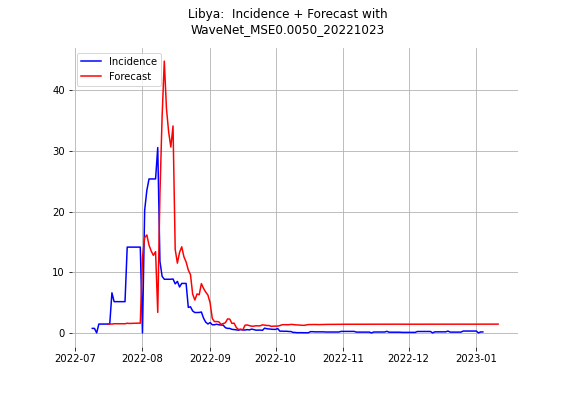 Libya:  Incidence + Forecast with
WaveNet_MSE0.0050_20221023
Incidence
Forecast
40
30
20
10
0
2022-07 2022-08 2022-09 2022-10 2022-11 2022-12 2023-01